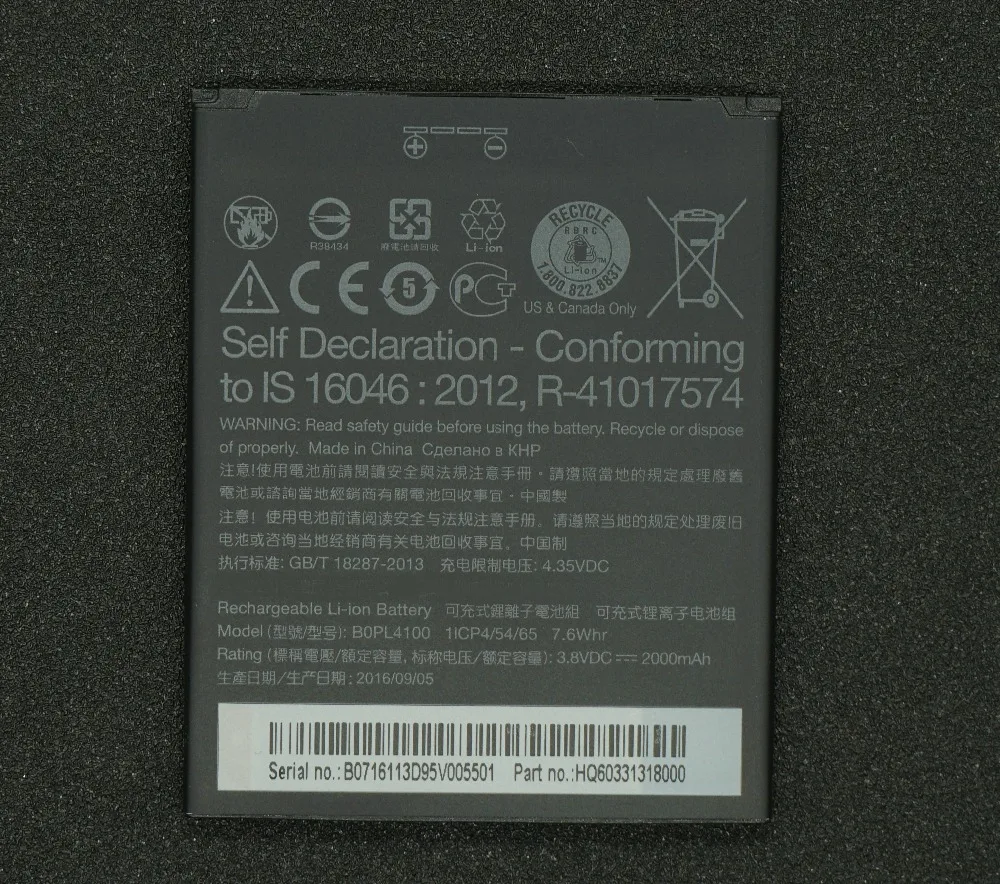 R38434
廢電池請回收
Li-ion
RECYCLE
RBRC
Li-ion
TM
1.800.822.8837
US & Canada Only
CE
5
PCT
Self Declaration - Conforming
to IS 16046 : 2012, R-41017574
WARNING: Read safety guide before using the battery. Recycle or dispose
of properly. Made in China Сделано в КНР
注意!使用電池前請閱讀安全與法規注意手冊，請遵照當地的規定處理廢舊
電池或諮詢當地經銷商有關電池回收事宜，中國製
注意！使用电池前请阅读安全与法规注意手册。请遵照当地的规定处理废旧
电池或咨询当地经销商有关电池回收事宜。中国制
执行标准: GB/T 18287-2013 充电限制电压: 4.35VDC
Rechargeable Li-ion Battery 可充式鋰離子電池組 可充式锂离子电池组
Model (型號/型号): B0PL4100 1ICP4/54/65 7.6Whr
Rating (標稱電壓/額定容量, 标称电压/额定容量): 3.8VDC ⎓ 2000mAh
生產日期/生产日期: 2016/09/05
Serial no.: B0716113D95V005501 Part no.:HQ60331318000